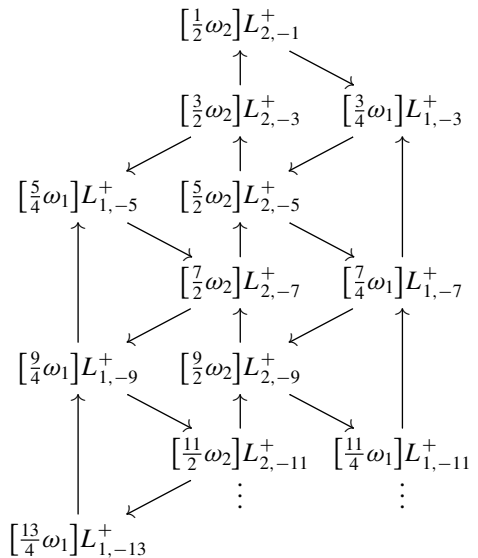 [1/2 ω₂]L⁺₂,₋₁
[3/2 ω₂]L⁺₂,₋₃ [3/4 ω₁]L⁺₁,₋₃
[5/4 ω₁]L⁺₁,₋₅ [5/2 ω₂]L⁺₂,₋₅
[7/2 ω₂]L⁺₂,₋₇ [7/4 ω₁]L⁺₁,₋₇
[9/4 ω₁]L⁺₁,₋₉ [9/2 ω₂]L⁺₂,₋₉
[11/2 ω₂]L⁺₂,₋₁₁ [11/4 ω₁]L⁺₁,₋₁₁
⋮ ⋮
[13/4 ω₁]L⁺₁,₋₁₃